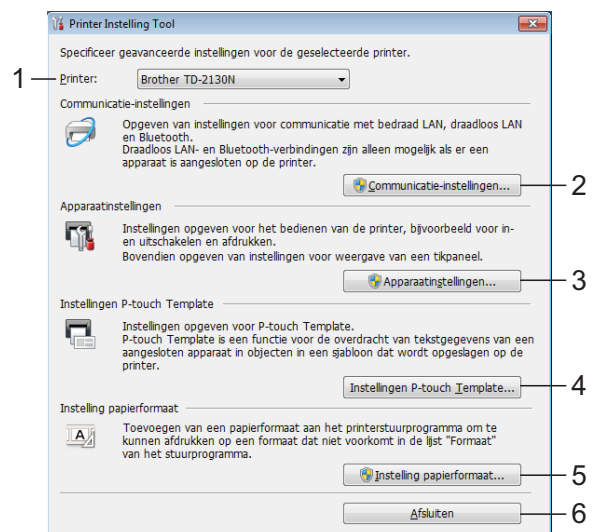 Printer Instelling Tool
Specificeer geavanceerde instellingen voor de geselecteerde printer.
1
Printer:
Brother TD-2130N
Communicatie-instellingen
Opgeven van instellingen voor communicatie met bedraad LAN, draadloos LAN
en Bluetooth.
Draadloos LAN- en Bluetooth-verbindingen zijn alleen mogelijk als er een
apparaat is aangesloten op de printer.
Communicatie-instellingen...
2
Apparaatinstellingen
Instellingen opgeven voor het bedienen van de printer, bijvoorbeeld voor in-
en uitschakelen en afdrukken.
Bovendien opgeven van instellingen voor weergave van een tikpaneel.
Apparaatinstellingen...
3
Instellingen P-touch Template
Instellingen opgeven voor P-touch Template.
P-touch Template is een functie voor de overdracht van tekstgegevens van een
aangesloten apparaat in objecten in een sjabloon dat wordt opgeslagen op de
printer.
Instellingen P-touch Template...
4
Instelling papierformaat
A
Toevoegen van een papierformaat aan het printerstuurprogramma om te
kunnen afdrukken op een formaat dat niet voorkomt in de lijst "Formaat"
van het stuurprogramma.
Instelling papierformaat...
5
Afsluiten
6